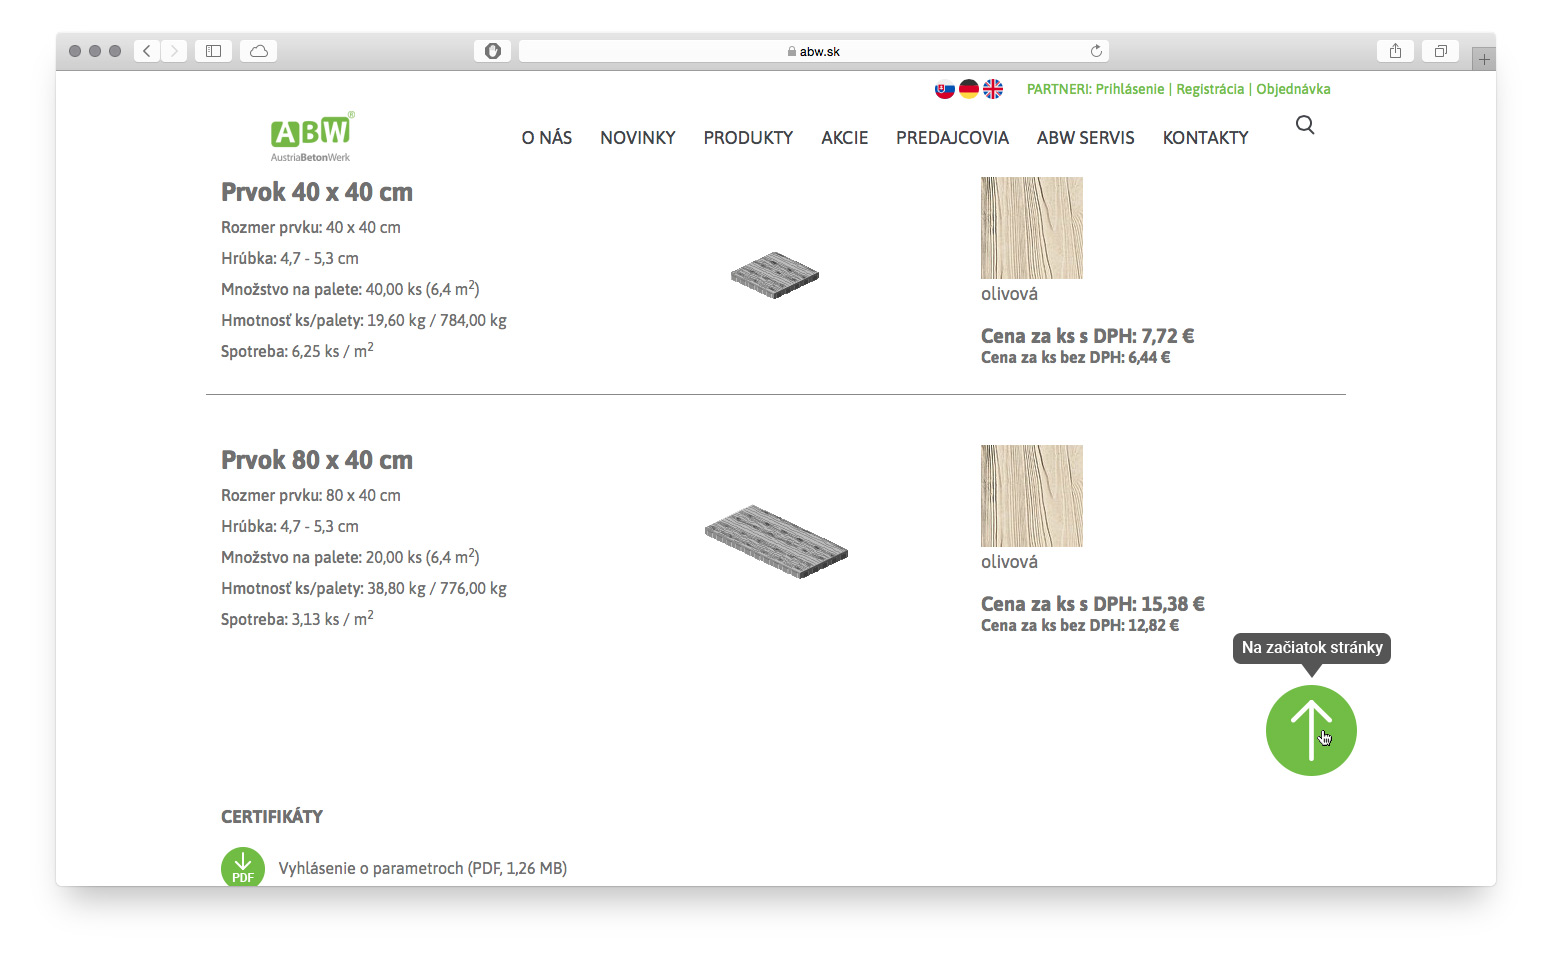 abw.sk
PARTNERI: Prihlásenie | Registrácia | Objednávka
ABW®
AustriaBetonWerk
O NÁS NOVINKY PRODUKTY AKCIE PREDAJCOVIA ABW SERVIS KONTAKTY
Prvok 40 x 40 cm
Rozmer prvku: 40 x 40 cm
Hrúbka: 4,7 - 5,3 cm
Množstvo na palete: 40,00 ks (6,4 m²)
Hmotnosť ks/palety: 19,60 kg / 784,00 kg
Spotreba: 6,25 ks / m²
olivová
Cena za ks s DPH: 7,72 €
Cena za ks bez DPH: 6,44 €
Prvok 80 x 40 cm
Rozmer prvku: 80 x 40 cm
Hrúbka: 4,7 - 5,3 cm
Množstvo na palete: 20,00 ks (6,4 m²)
Hmotnosť ks/palety: 38,80 kg / 776,00 kg
Spotreba: 3,13 ks / m²
olivová
Cena za ks s DPH: 15,38 €
Cena za ks bez DPH: 12,82 €
Na začiatok stránky
CERTIFIKÁTY
PDF
Vyhlásenie o parametroch (PDF, 1,26 MB)